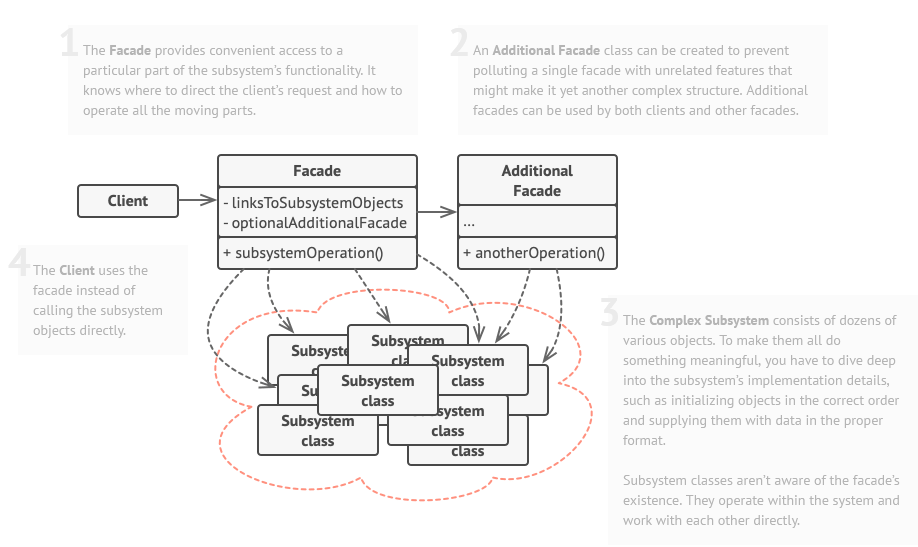 1
The Facade provides convenient access to a
particular part of the subsystem's functionality. It
knows where to direct the client's request and how to
operate all the moving parts.
2
An Additional Facade class can be created to prevent
polluting a single facade with unrelated features that
might make it yet another complex structure. Additional
facades can be used by both clients and other facades.
Client
Facade
- linksToSubsystemObjects
- optionalAdditionalFacade
+ subsystemOperation()
Additional
Facade
...
+ anotherOperation()
4
The Client uses the
facade instead of
calling the subsystem
objects directly.
3
The Complex Subsystem consists of dozens of
various objects. To make them all do
something meaningful, you have to dive deep
into the subsystem's implementation details,
such as initializing objects in the correct order
and supplying them with data in the proper
format.
Subsystem classes aren't aware of the facade's
existence. They operate within the system and
work with each other directly.
Subsystem
Subsystem
class
Subsystem
class
Subsystem
class
class
class